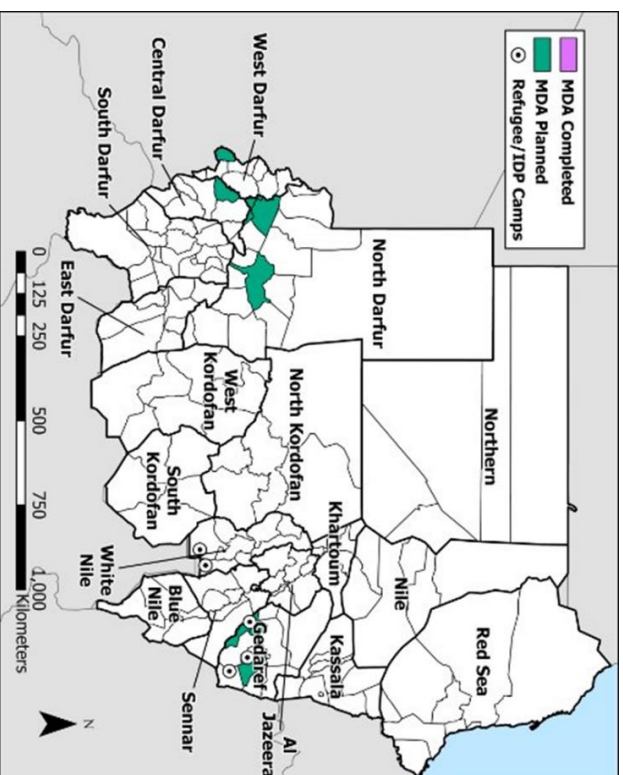 MDA Completed
MDA Planned
Refugee/IDP Camps
Northern
Red Sea
North Darfur
Nile
Khartoum
Kassala
North Kordofan
West Darfur
Central Darfur
South Darfur
East Darfur
West
Kordofan
South
Kordofan
White
Nile
Blue
Nile
Gedaref
Sennar
Al
Jazeera
0 125 250 500 750 1,000
Kilometers
N